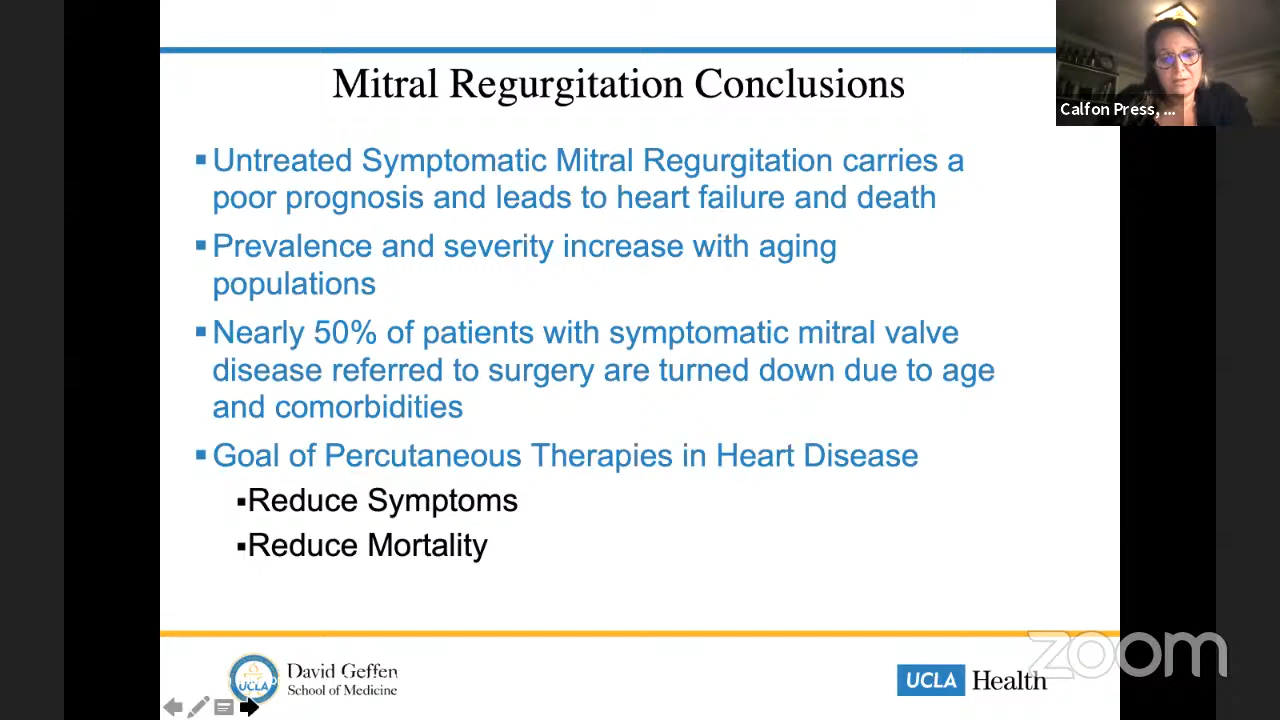 Mitral Regurgitation Conclusions
Calfon Press, ...
▪Untreated Symptomatic Mitral Regurgitation carries a
poor prognosis and leads to heart failure and death
▪Prevalence and severity increase with aging
populations
▪Nearly 50% of patients with symptomatic mitral valve
disease referred to surgery are turned down due to age
and comorbidities
▪Goal of Percutaneous Therapies in Heart Disease
▪Reduce Symptoms
▪Reduce Mortality
zoom
UCLA
David Geffen
School of Medicine
UCLA Health